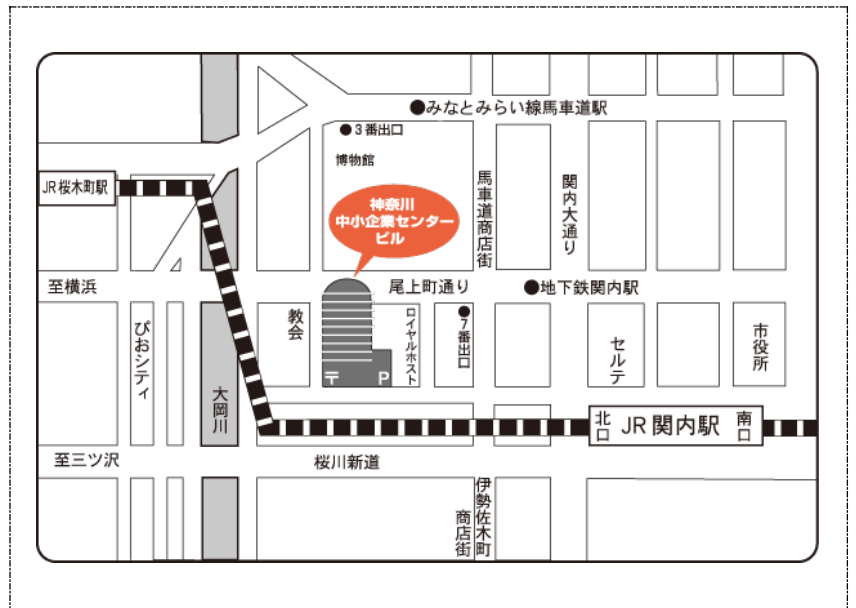 ●みなとみらい線馬車道駅
●3番出口
博物館
JR桜木町駅
神奈川
中小企業センター
ビル
馬車道商店街
関内大通り
至横浜
尾上町通り
●地下鉄関内駅
ぴおシティ
教会
ロイヤルホスト
●7番出口
セルテ
市役所
〒
P
大岡川
北口
JR関内駅
南口
至三ツ沢
桜川新道
伊勢佐木町
商店街